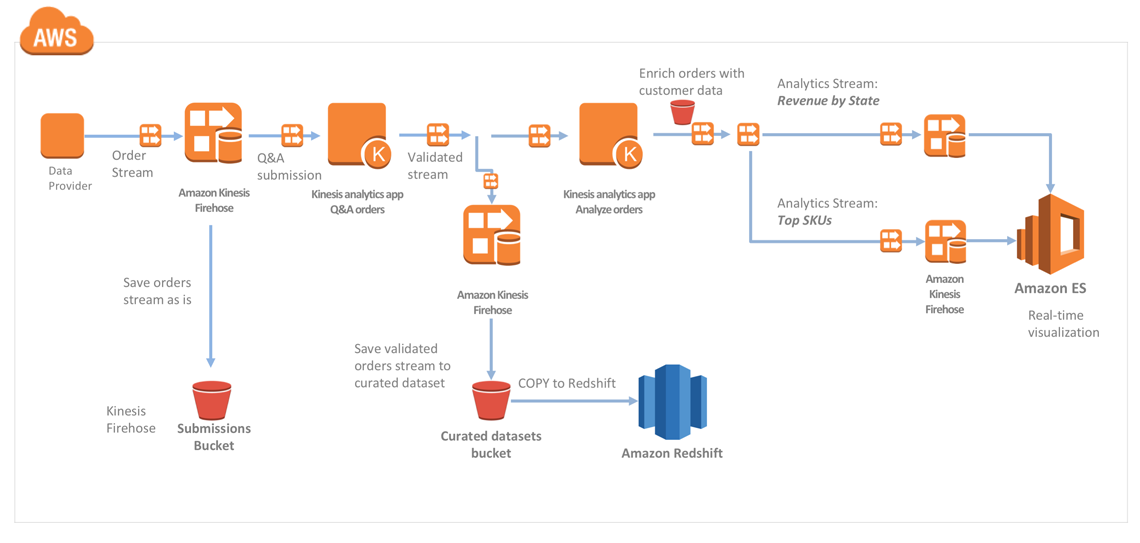 AWS
Enrich orders with
customer data
Analytics Stream:
Revenue by State
Order
Stream
Q&A
submission
Validated
stream
Data
Provider
Amazon Kinesis
Firehose
K
Kinesis analytics app
Q&A orders
K
Kinesis analytics app
Analyze orders
Analytics Stream:
Top SKUs
Save orders
stream as is
Amazon Kinesis
Firehose
Amazon
Kinesis
Firehose
Amazon ES
Real-time
visualization
Save validated
orders stream to
curated dataset
COPY to Redshift
Kinesis
Firehose
Submissions
Bucket
Curated datasets
bucket
Amazon Redshift